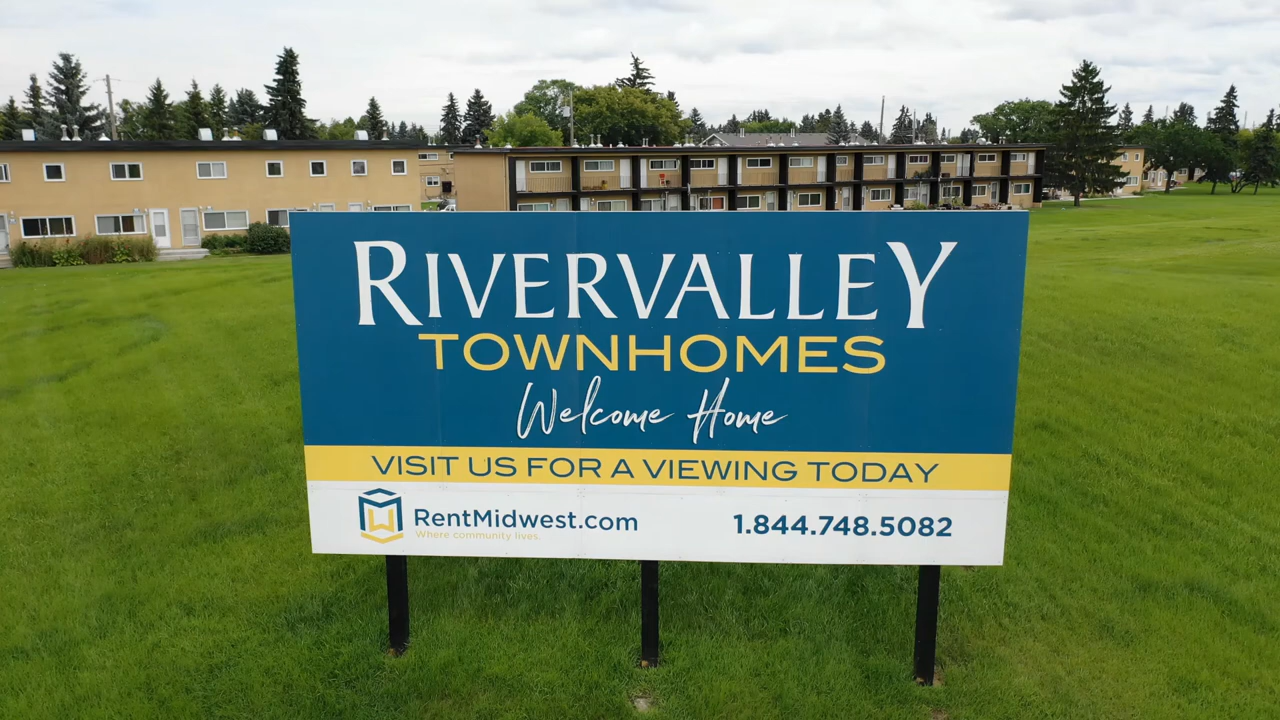 RIVERVALLEY
TOWNHOMES
Welcome Home
VISIT US FOR A VIEWING TODAY
RentMidwest.com
Where community lives.
1.844.748.5082